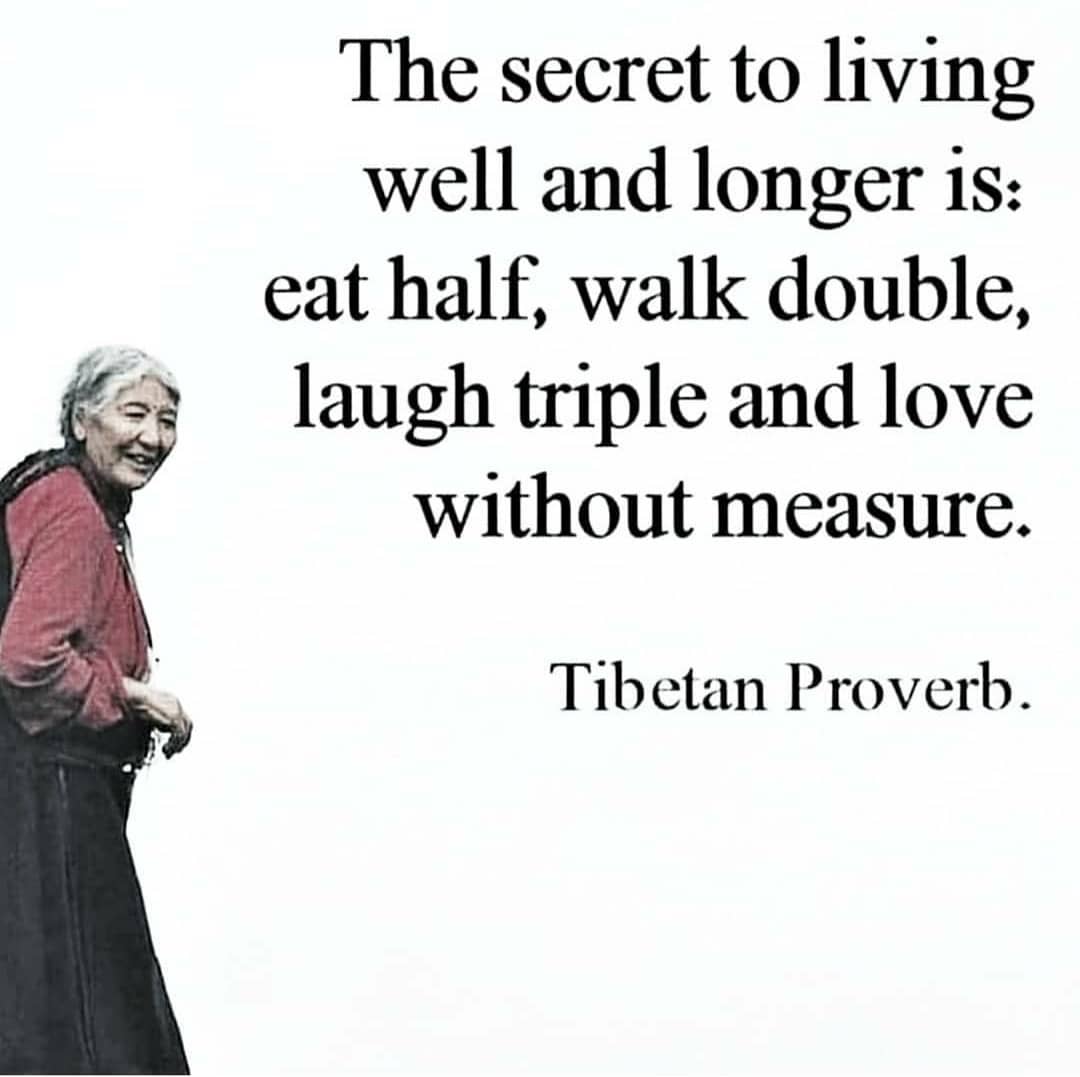 The secret to living
well and longer is:
eat half, walk double,
laugh triple and love
without measure.
Tibetan Proverb.